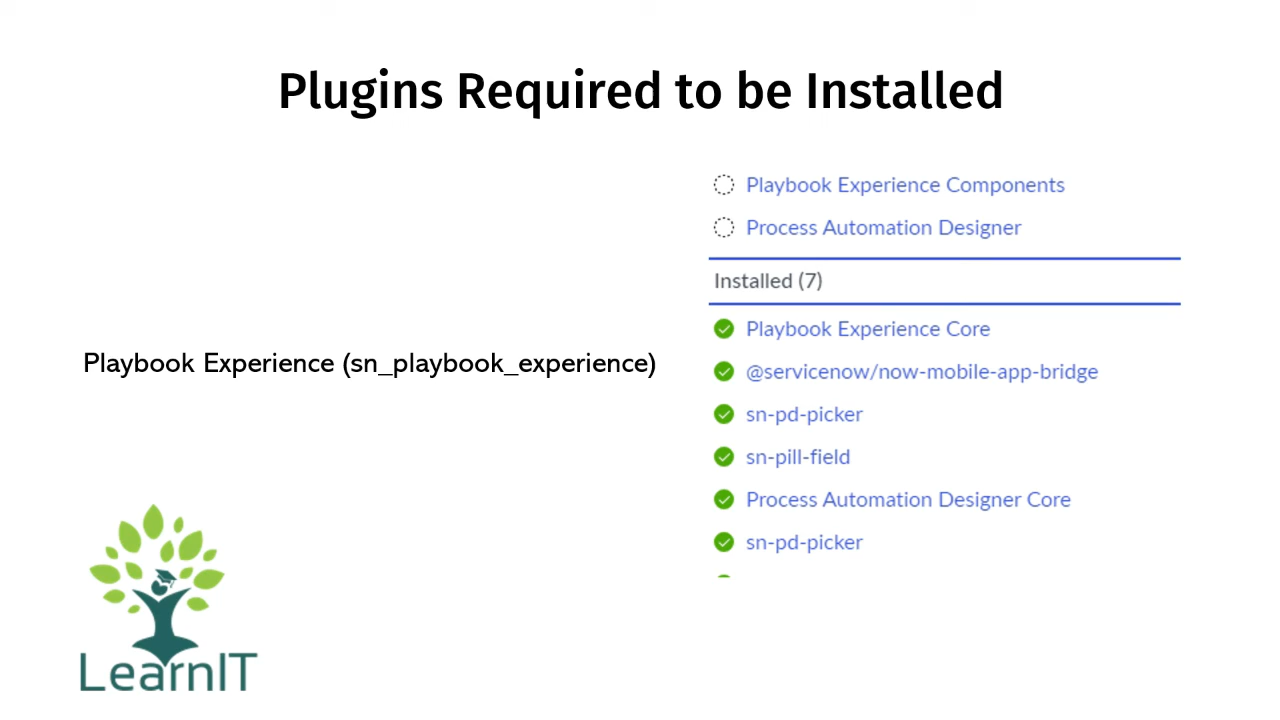 Plugins Required to be Installed
Playbook Experience (sn_playbook_experience)
Playbook Experience Components
Process Automation Designer
Installed (7)
Playbook Experience Core
@servicenow/now-mobile-app-bridge
sn-pd-picker
sn-pill-field
Process Automation Designer Core
sn-pd-picker
LearnIT